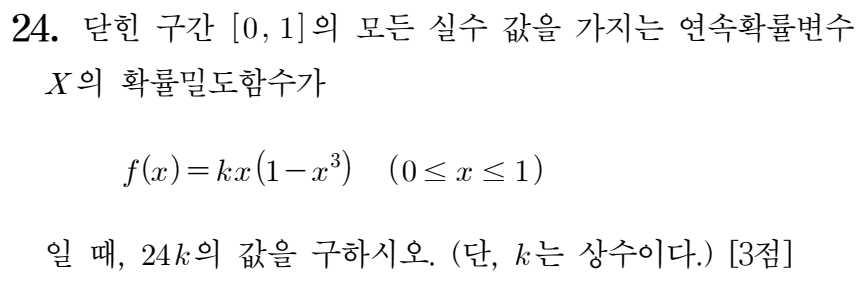 24. 닫힌 구간 [0, 1]의 모든 실수 값을 가지는 연속확률변수
X의 확률밀도함수가
f(x)=kx(1-x³) (0≤x≤1)
일 때, 24k의 값을 구하시오. (단, k는 상수이다.) [3점]